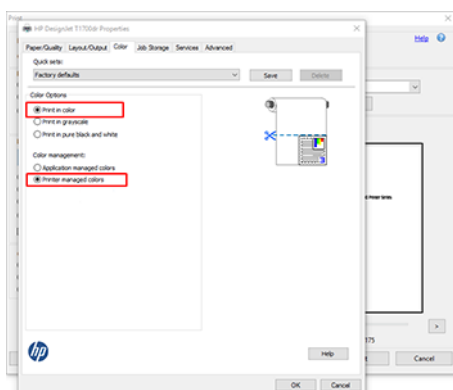 Print
HP DesignJet T1700dr Properties
Help
Paper/Quality Layout/Output Color Job Storage Services Advanced
Quick sets:
Factory defaults
Save
Delete
Color Options
Print in color
Print in grayscale
Print in pure black and white
Color management:
Application managed colors
Printer managed colors
hp
Help
OK
Cancel
Cancel